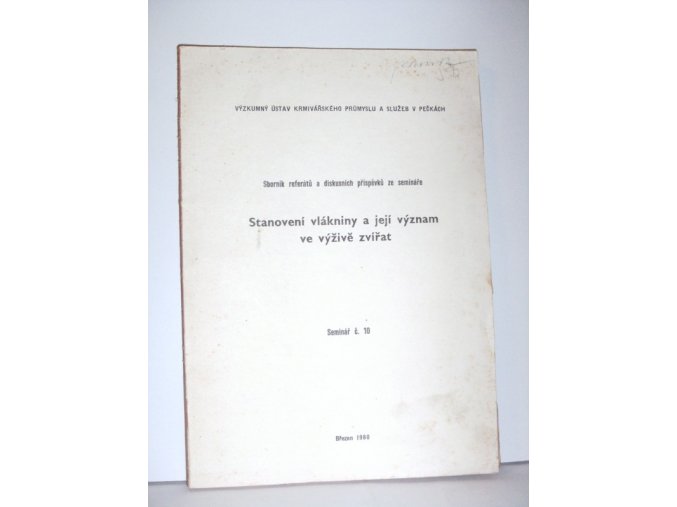 VÝZKUMNÝ ÚSTAV KRMIVÁŘSKÉHO PRŮMYSLU A SLUŽEB V PEČKÁCH
Sborník referátů a diskusních příspěvků ze semináře
Stanovení vlákniny a její význam
ve výživě zvířat
Seminář č. 10
Březen 1980